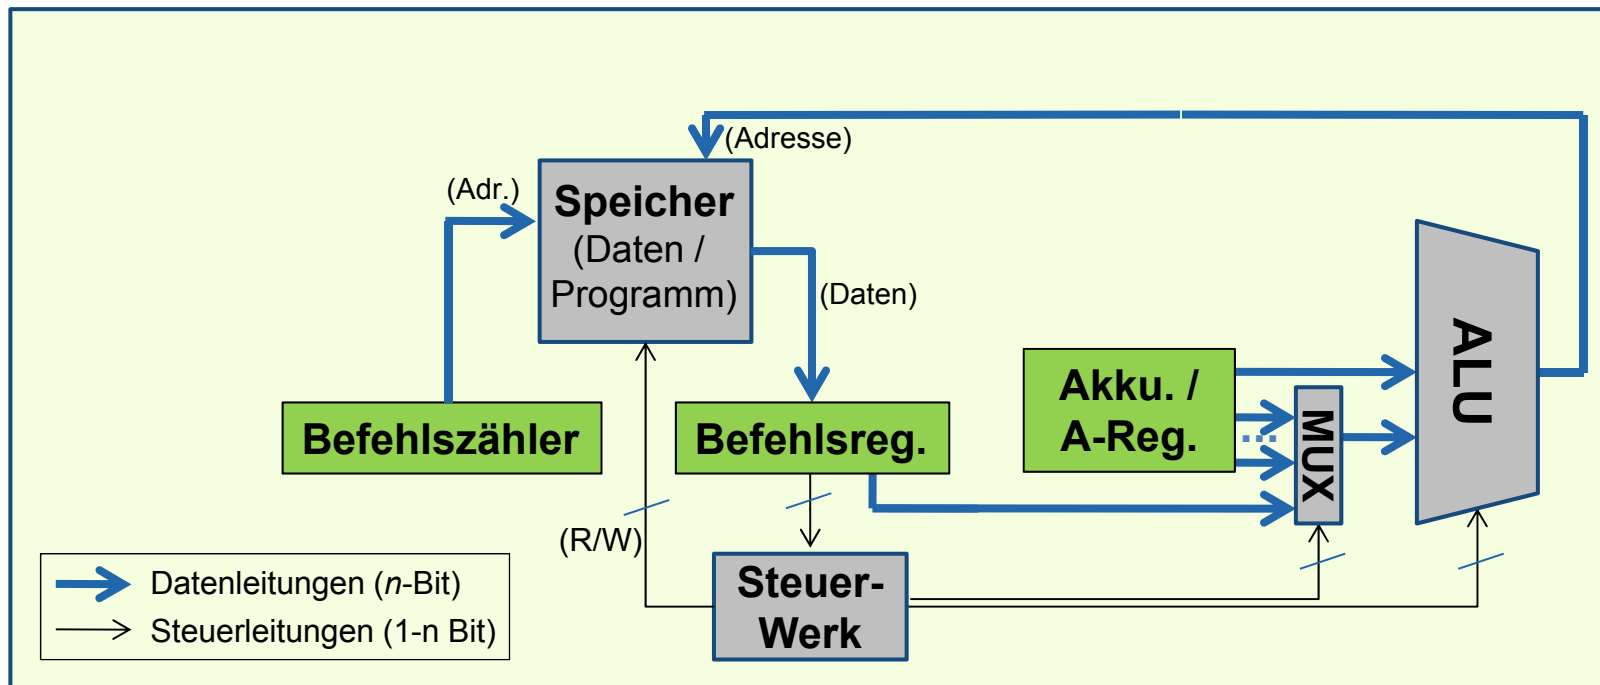 (Adresse)
(Adr.)
Speicher
(Daten /
Programm)
(Daten)
Befehlszähler
Befehlsreg.
Akku. /
A-Reg.
...
MUX
ALU
(R/W)
Steuer-
Werk
Datenleitungen (n-Bit)
Steuerleitungen (1-n Bit)